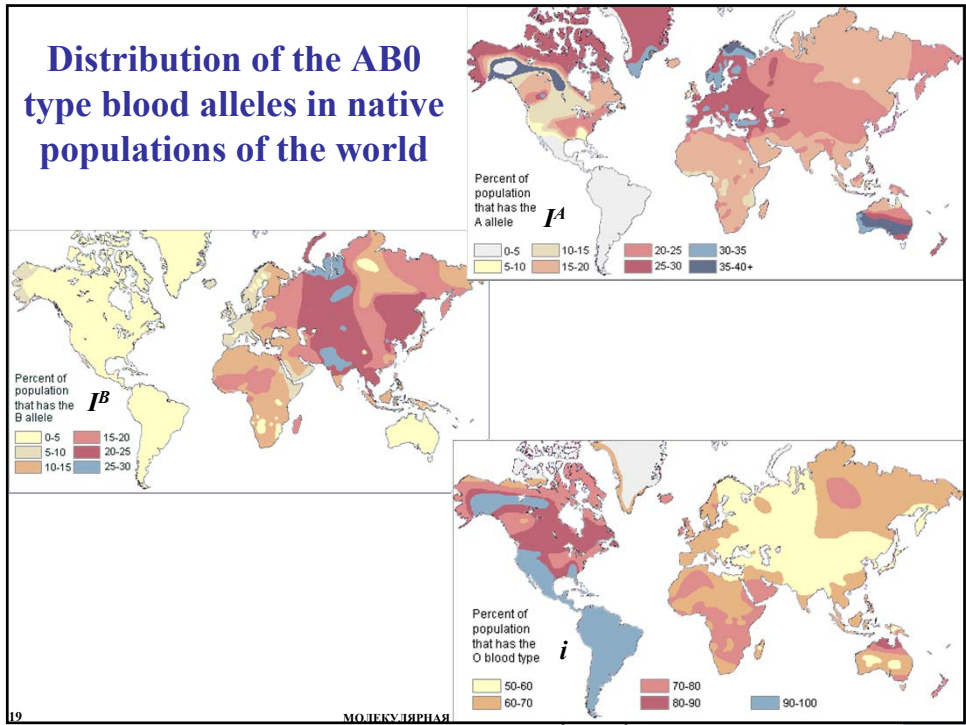 Distribution of the AB0
type blood alleles in native
populations of the world
Percent of
population
that has the
A allele
I^A
0-5
10-15
20-25
30-35
5-10
15-20
25-30
35-40+
Percent of
population
that has the
B allele
I^B
0-5
15-20
5-10
20-25
10-15
25-30
Percent of
population
that has the
O blood type
i
50-60
70-80
60-70
80-90
90-100
19
МОЛЕКУЛЯРНАЯ